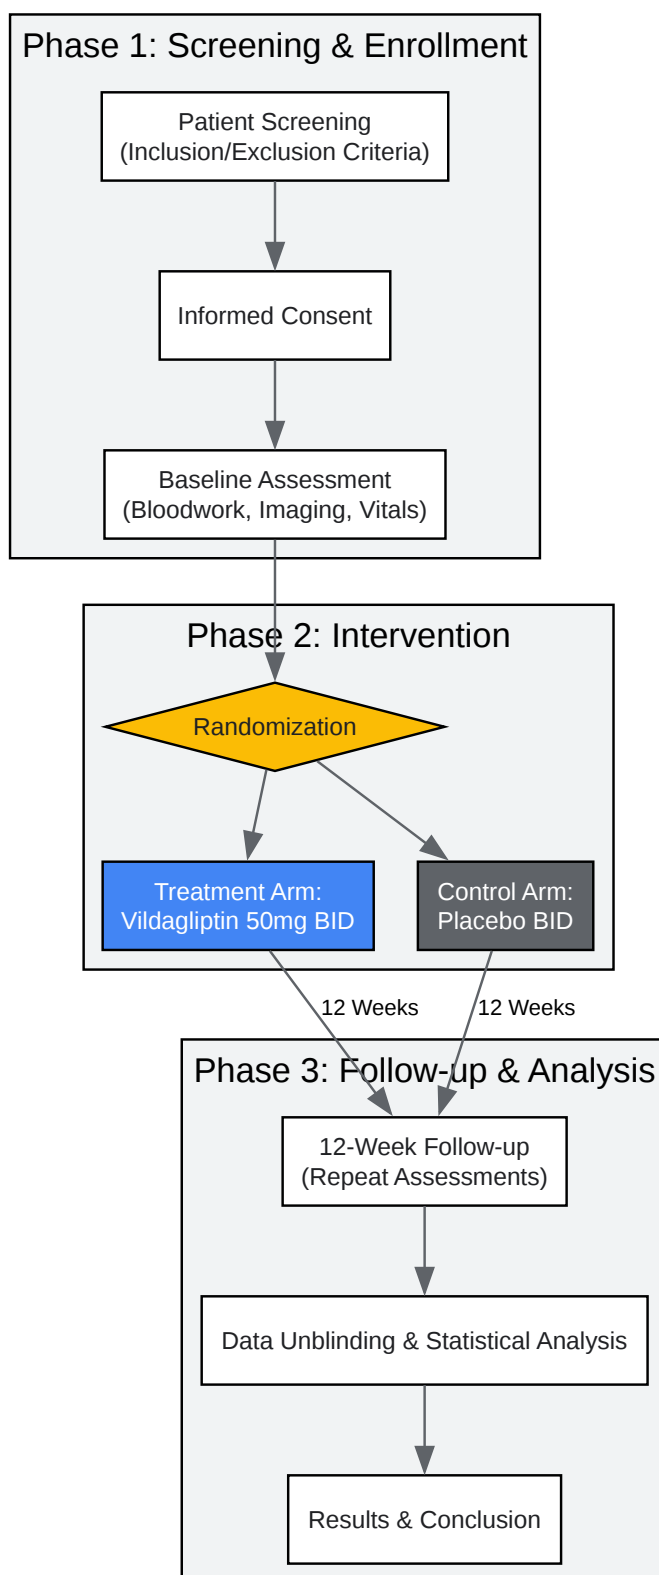 Phase 1: Screening & Enrollment
Patient Screening
(Inclusion/Exclusion Criteria)
Informed Consent
Baseline Assessment
(Bloodwork, Imaging, Vitals)
Phase 2: Intervention
Randomization
Treatment Arm:
Vildagliptin 50mg BID
Control Arm:
Placebo BID
12 Weeks
12 Weeks
Phase 3: Follow-up & Analysis
12-Week Follow-up
(Repeat Assessments)
Data Unblinding & Statistical Analysis
Results & Conclusion